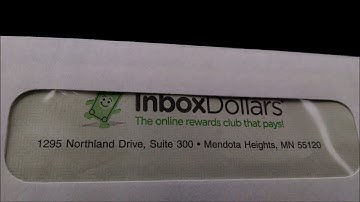 InboxDollars
The online rewards club that pays!
1295 Northland Drive, Suite 300 • Mendota Heights, MN 55120